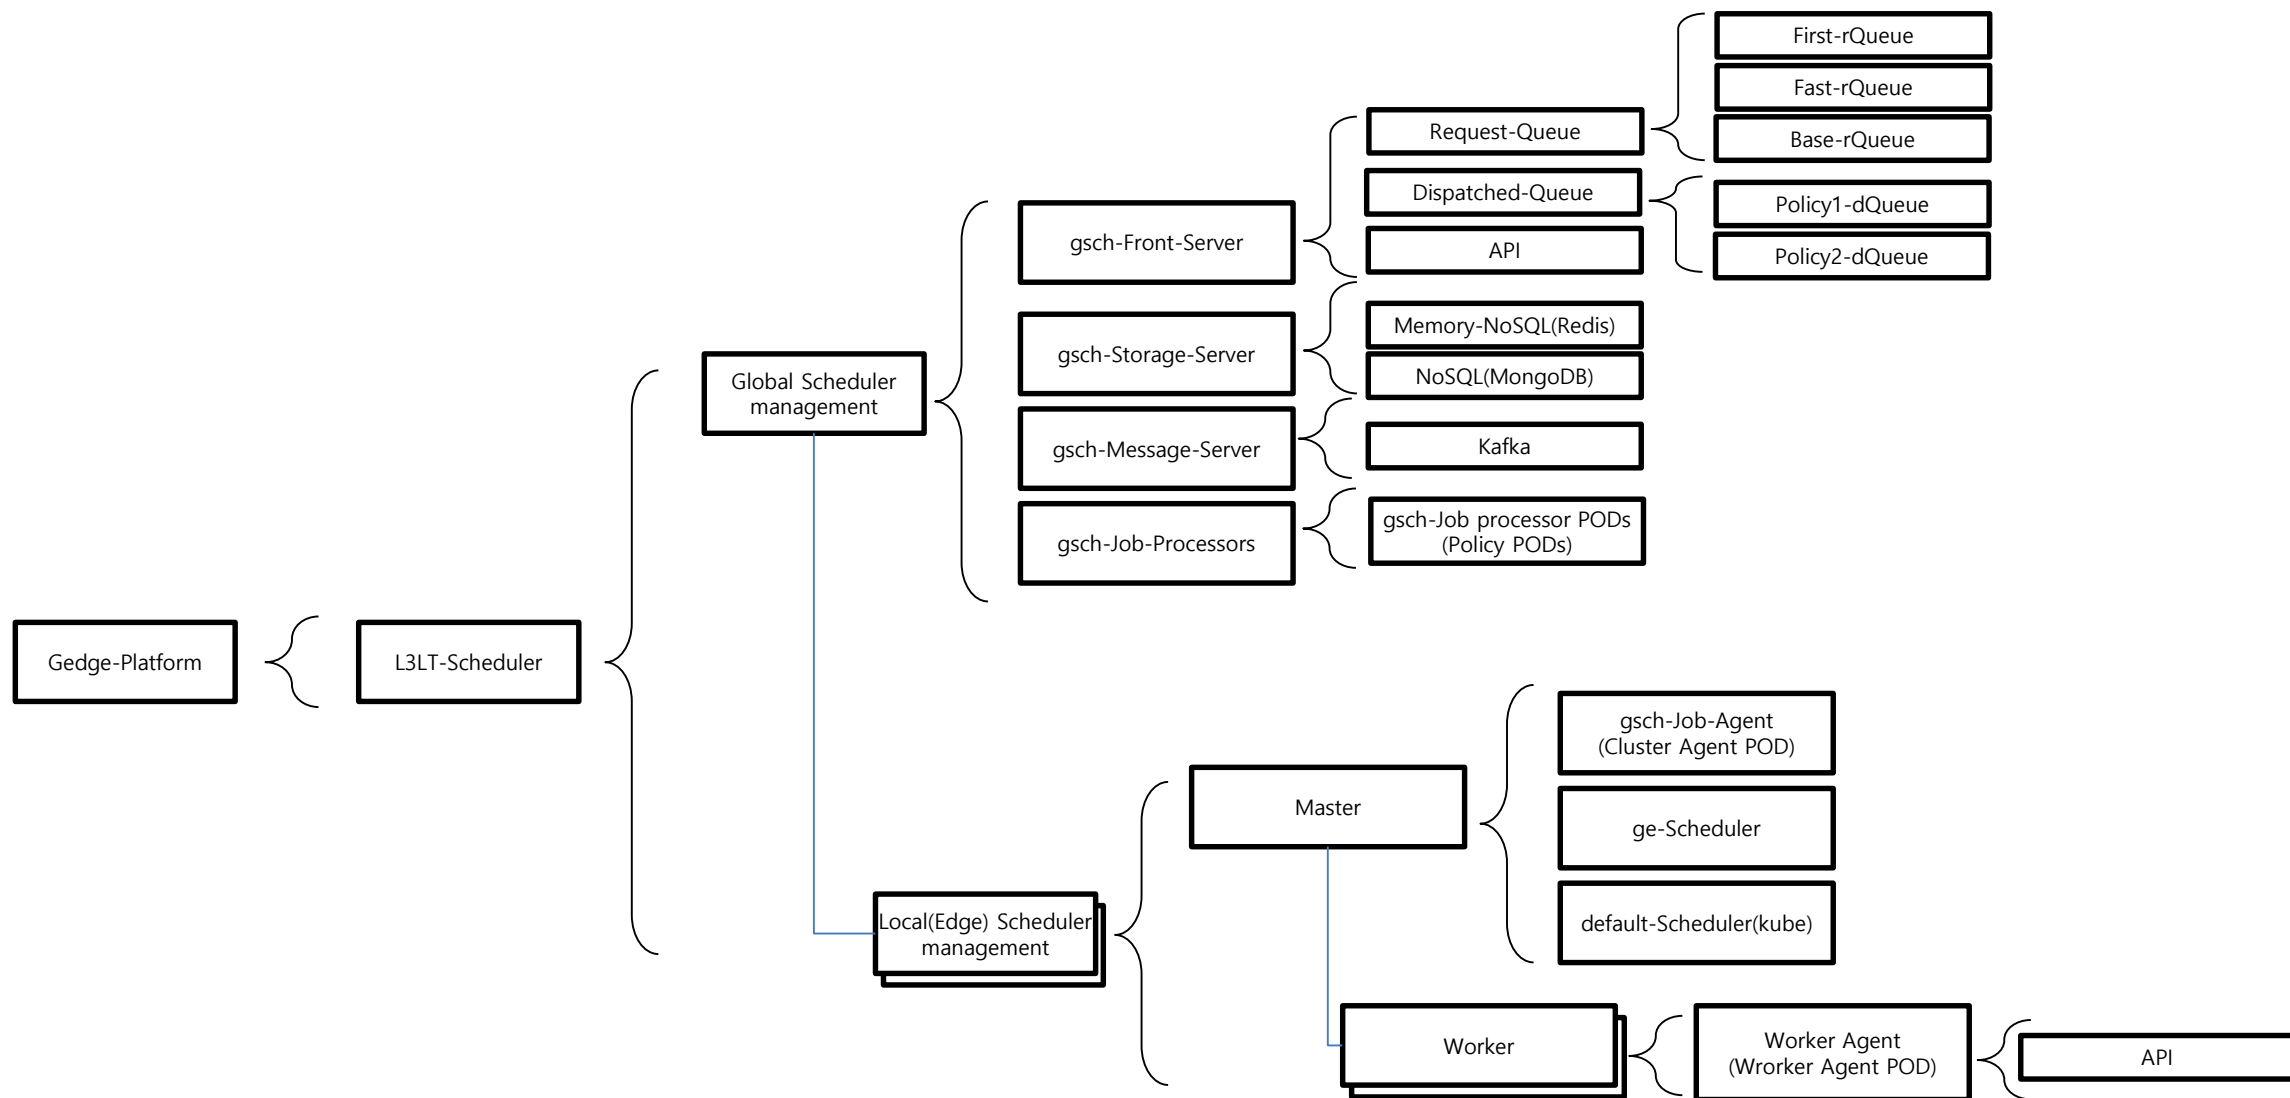 First-rQueue
Fast-rQueue
Base-rQueue
Request-Queue
Dispatched-Queue
API
Policy1-dQueue
Policy2-dQueue
gsch-Front-Server
gsch-Storage-Server
gsch-Message-Server
gsch-Job-Processors
Memory-NoSQL(Redis)
NoSQL(MongoDB)
Kafka
gsch-Job processor PODs
(Policy PODs)
Global Scheduler
management
Gedge-Platform
L3LT-Scheduler
Local(Edge) Scheduler
management
Master
gsch-Job-Agent
(Cluster Agent POD)
ge-Scheduler
default-Scheduler(kube)
Worker
Worker Agent
(Wrorker Agent POD)
API